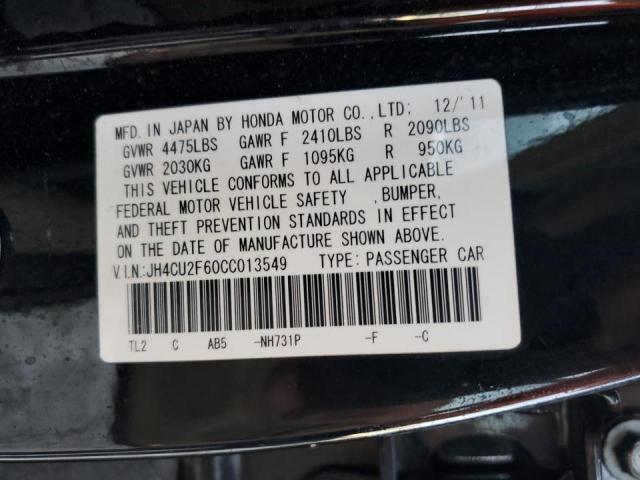 MFD. IN JAPAN BY HONDA MOTOR CO.,LTD; 12/'11
GVWR 4475LBS GAWR F 2410LBS R 2090LBS
GVWR 2030KG GAWR F 1095KG R 950KG
THIS VEHICLE CONFORMS TO ALL APPLICABLE
FEDERAL MOTOR VEHICLE SAFETY ,BUMPER,
AND THEFT PREVENTION STANDARDS IN EFFECT
ON THE DATE OF MANUFACTURE SHOWN ABOVE.
V.I.N:JH4CU2F60CC013549 TYPE: PASSENGER CAR
TL2 C AB5 -NH731P -F -C